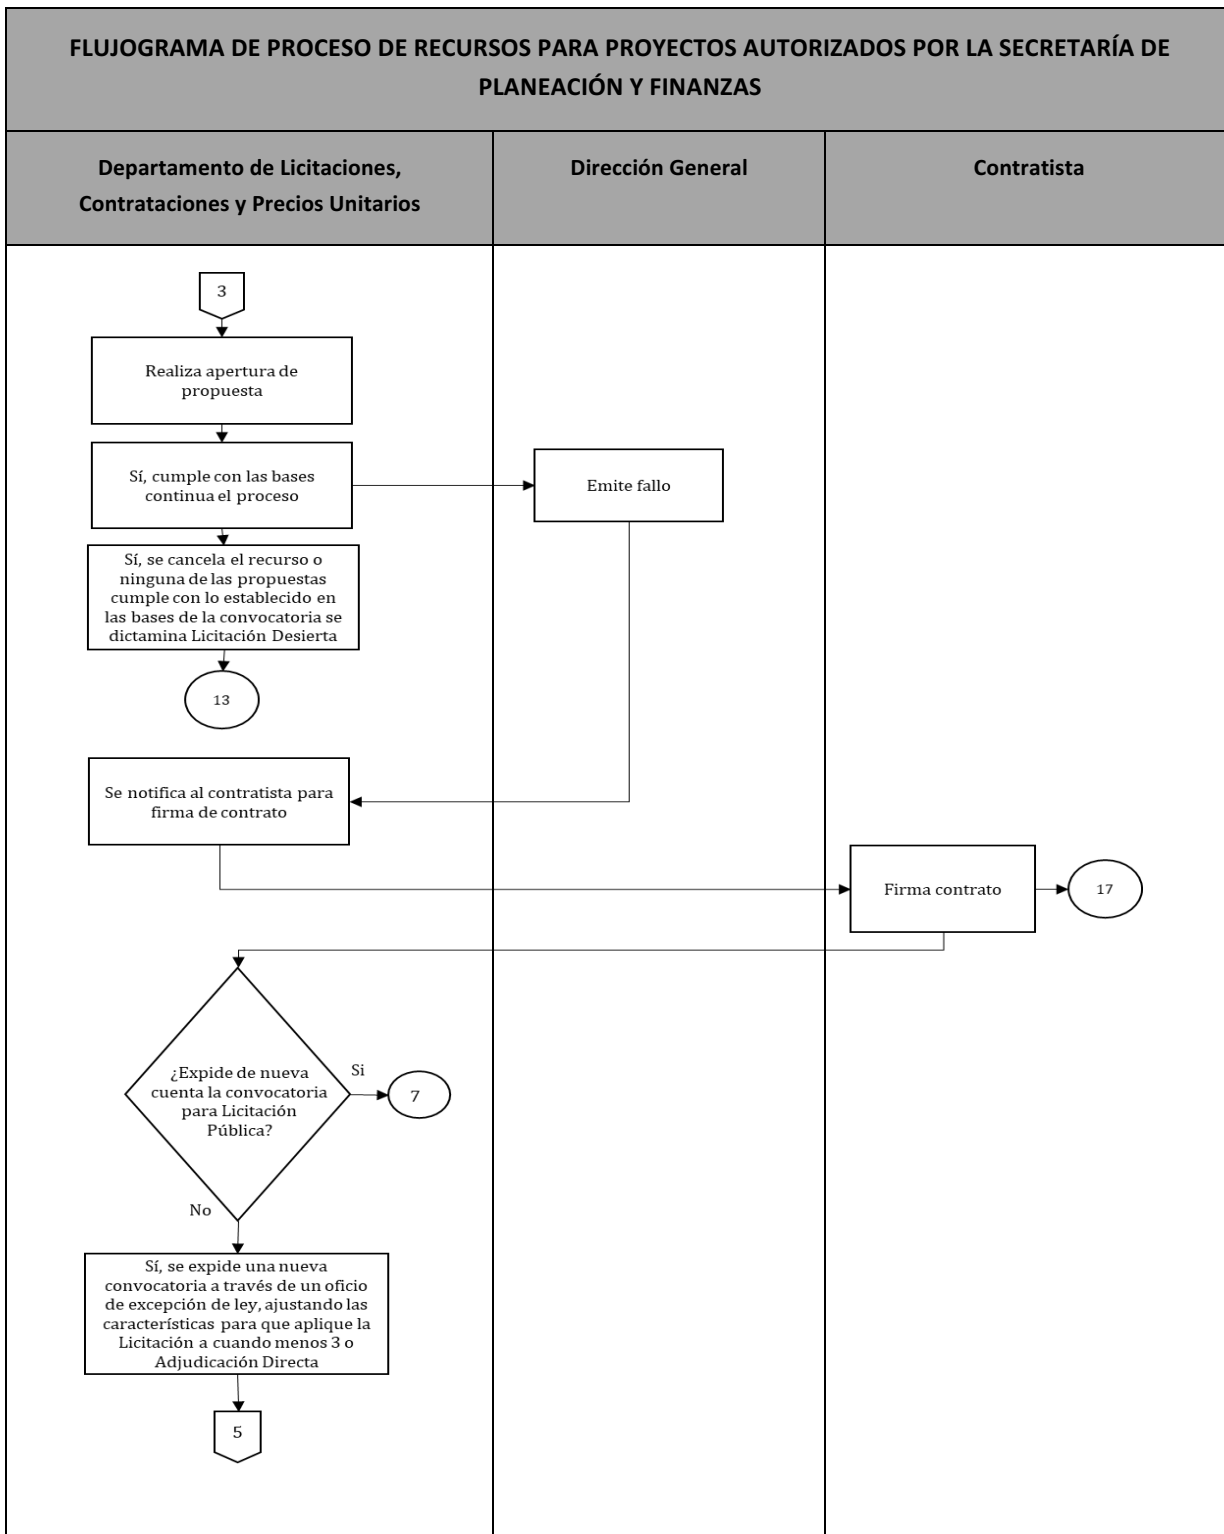 FLUJOGRAMA DE PROCESO DE RECURSOS PARA PROYECTOS AUTORIZADOS POR LA SECRETARÍA DE
PLANEACIÓN Y FINANZAS
Departamento de Licitaciones,
Contrataciones y Precios Unitarios
Dirección General
Contratista
3
Realiza apertura de
propuesta
Sí, cumple con las bases
continua el proceso
Emite fallo
Sí, se cancela el recurso o
ninguna de las propuestas
cumple con lo establecido en
las bases de la convocatoria se
dictamina Licitación Desierta
13
Se notifica al contratista para
firma de contrato
Firma contrato
17
¿Expide de nueva
cuenta la convocatoria
para Licitación
Pública?
Si
7
No
Sí, se expide una nueva
convocatoria a través de un oficio
de excepción de ley, ajustando las
características para que aplique la
Licitación a cuando menos 3 o
Adjudicación Directa
5